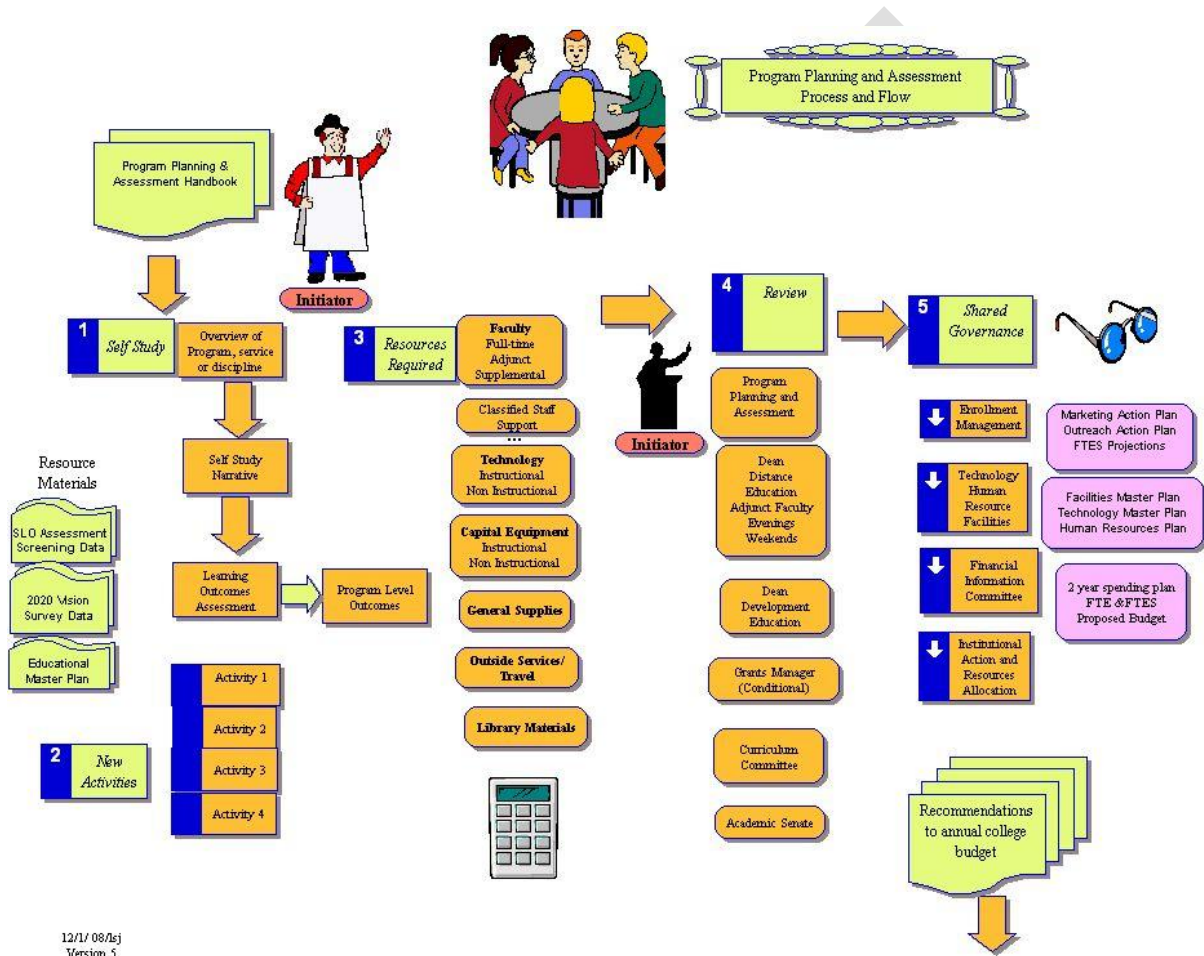 Program Planning and Assessment
Process and Flow
Program Planning &
Assessment Handbook
Initiator
1
Self Study
Overview of
Program, service
or discipline
Self Study
Narrative
Resource
Materials
SLO Assessment
Screening Data
2020 Vision
Survey Data
Educational
Master Plan
Learning
Outcomes
Assessment
Program Level
Outcomes
2
New
Activities
Activity 1
Activity 2
Activity 3
Activity 4
3
Resources
Required
Faculty
Full-time
Adjunct
Supplemental
Classified Staff
Support
...
Technology
Instructional
Non Instructional
Capital Equipment
Instructional
Non Instructional
General Supplies
Outside Services/
Travel
Library Materials
Initiator
4
Review
Program
Planning and
Assessment
Dean
Distance
Education
Adjunct Faculty
Evenings
Weekends
Dean
Development
Education
Grants Manager
(Conditional)
Curriculum
Committee
Academic Senate
5
Shared
Governance
Enrollment
Management
Marketing Action Plan
Outreach Action Plan
FTES Projections
Technology
Human
Resource
Facilities
Facilities Master Plan
Technology Master Plan
Human Resources Plan
Financial
Information
Committee
2 year spending plan
FTE &FTES
Proposed Budget
Institutional
Action and
Resources
Allocation
Recommendations
to annual college
budget
12/1/ 08/lsj
Version 5